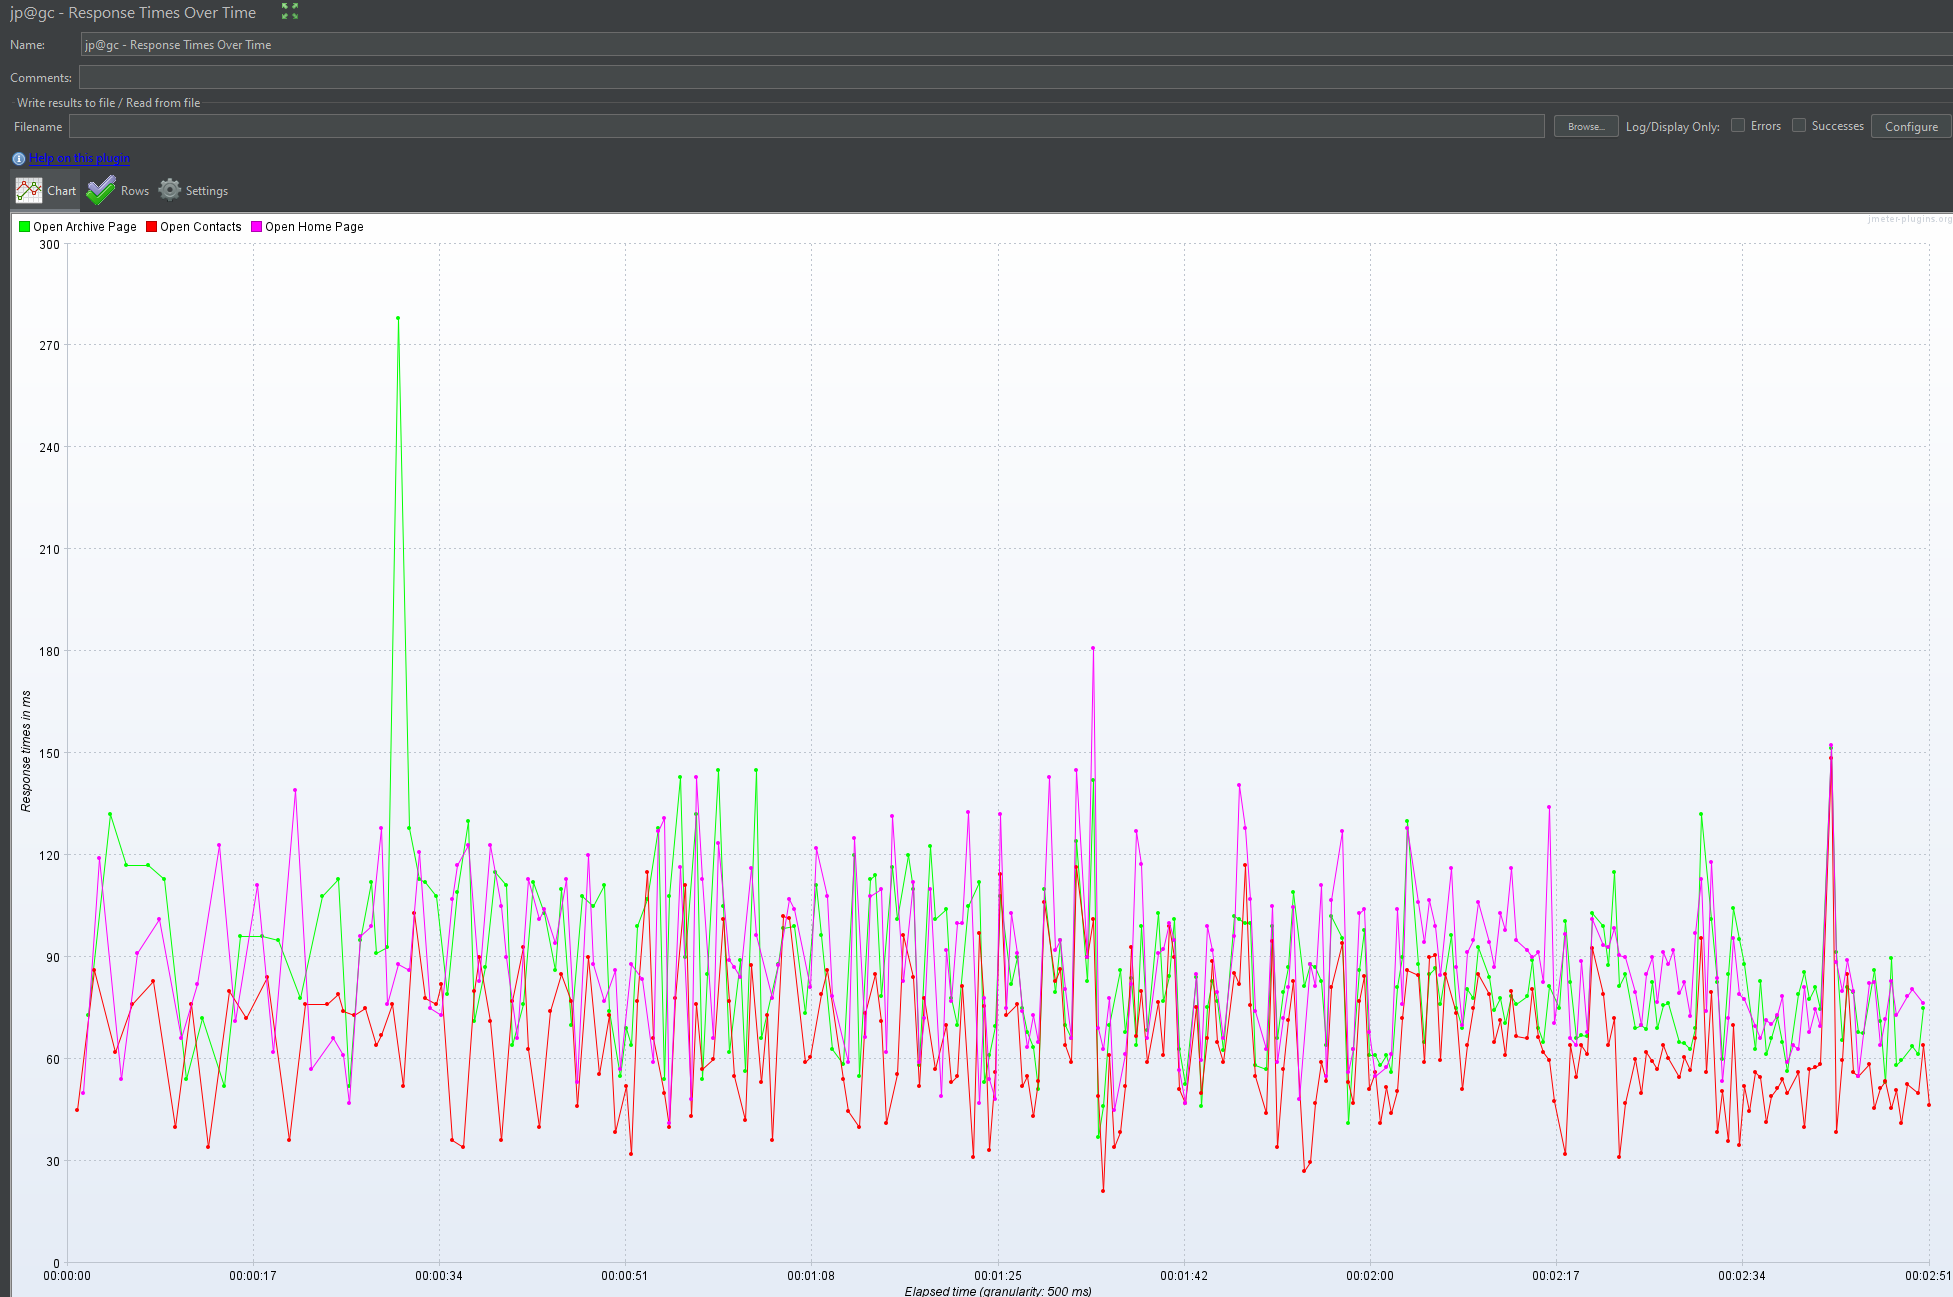 jp@gc - Response Times Over Time
Name: jp@gc - Response Times Over Time
Comments:
Write results to file / Read from file
Filename Browse... Log/Display Only: Errors Successes Configure
Help on this plugin
Chart Rows Settings
jmeter-plugins.org
Open Archive Page Open Contacts Open Home Page
300
270
240
210
180
150
120
90
60
30
0
Response times in ms
00:00:00 00:00:17 00:00:34 00:00:51 00:01:08 00:01:25 00:01:42 00:02:00 00:02:17 00:02:34 00:02:51
Elapsed time (granularity: 500 ms)